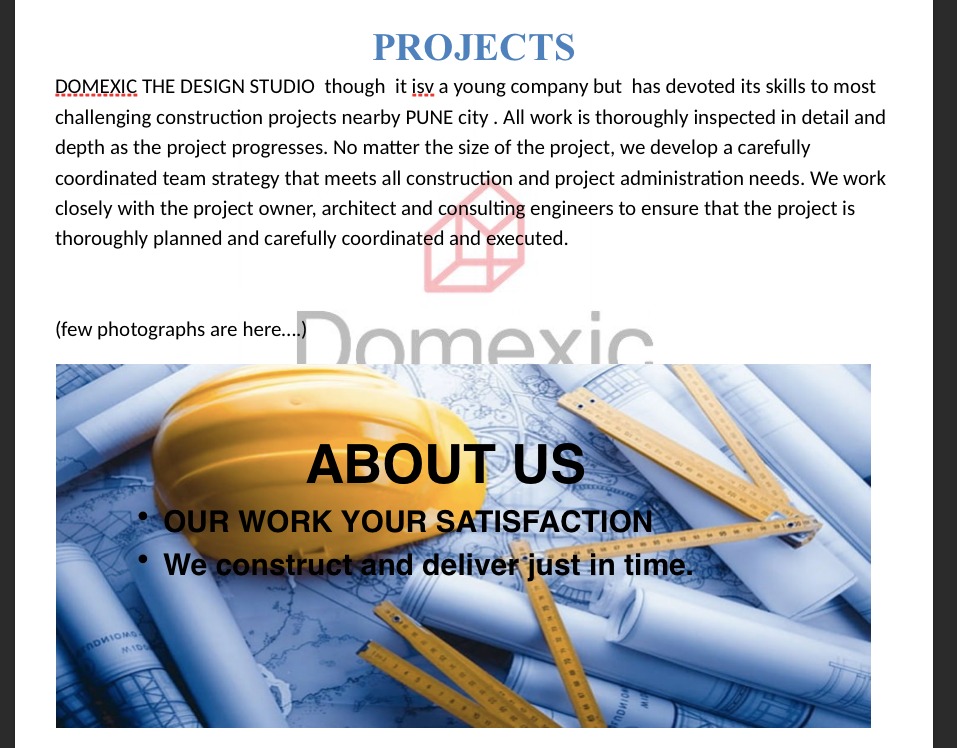 PROJECTS
DOMEXIC THE DESIGN STUDIO  though  it isv a young company but  has devoted its skills to most
challenging construction projects nearby PUNE city . All work is thoroughly inspected in detail and
depth as the project progresses. No matter the size of the project, we develop a carefully
coordinated team strategy that meets all construction and project administration needs. We work
closely with the project owner, architect and consulting engineers to ensure that the project is
thoroughly planned and carefully coordinated and executed.
(few photographs are here....)
Domexic
ABOUT US
• OUR WORK YOUR SATISFACTION
• We construct and deliver just in time.